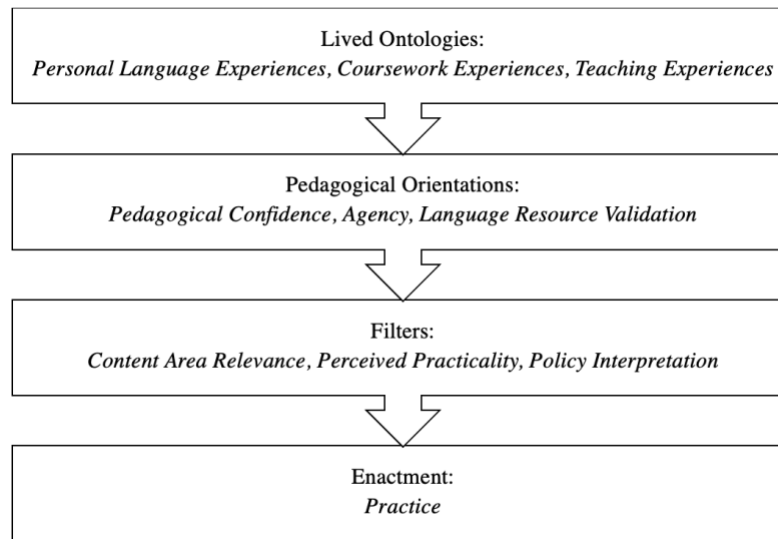 Lived Ontologies:
Personal Language Experiences, Coursework Experiences, Teaching Experiences
Pedagogical Orientations:
Pedagogical Confidence, Agency, Language Resource Validation
Filters:
Content Area Relevance, Perceived Practicality, Policy Interpretation
Enactment:
Practice